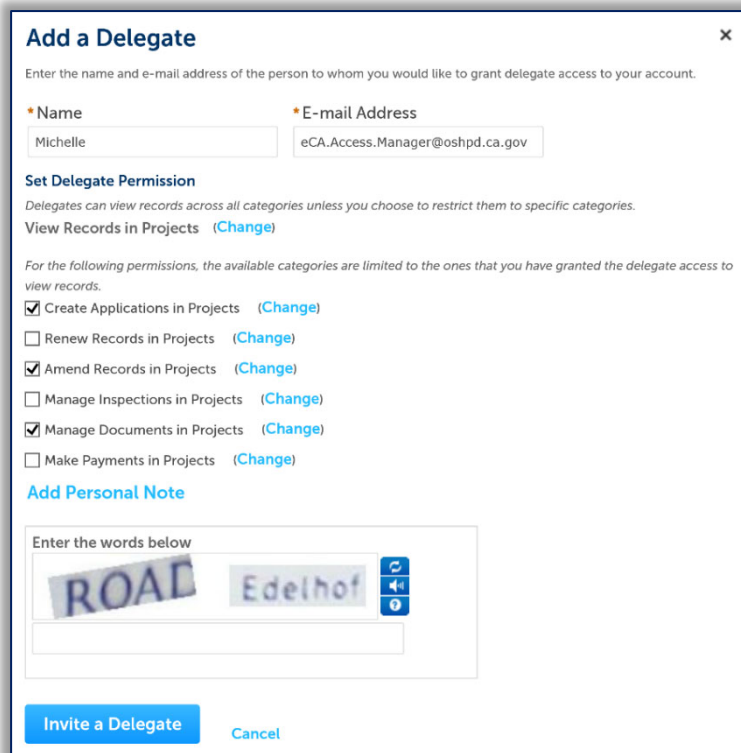 Add a Delegate
Enter the name and e-mail address of the person to whom you would like to grant delegate access to your account.
*Name *E-mail Address
Michelle eCA.Access.Manager@oshpd.ca.gov
Set Delegate Permission
Delegates can view records across all categories unless you choose to restrict them to specific categories.
View Records in Projects (Change)
For the following permissions, the available categories are limited to the ones that you have granted the delegate access to
view records.
Create Applications in Projects (Change)
Renew Records in Projects (Change)
Amend Records in Projects (Change)
Manage Inspections in Projects (Change)
Manage Documents in Projects (Change)
Make Payments in Projects (Change)
Add Personal Note
Enter the words below
ROAD Edelhof
Invite a Delegate Cancel